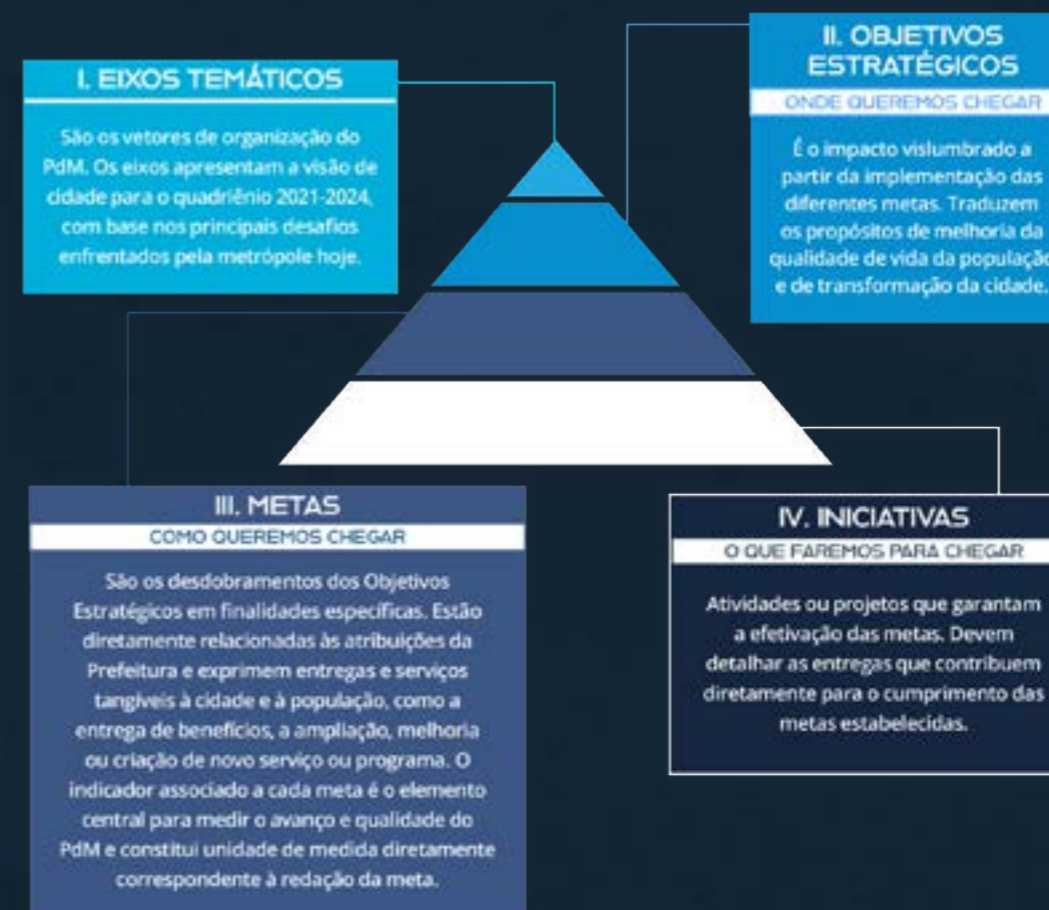 I. EIXOS TEMÁTICOS
São os vetores de organização do
PdM. Os eixos apresentam a visão de
cidade para o quadriênio 2021-2024,
com base nos principais desafios
enfrentados pela metrópole hoje.
II. OBJETIVOS
ESTRATÉGICOS
ONDE QUEREMOS CHEGAR
É o impacto vislumbrado a
partir da implementação das
diferentes metas. Traduzem
os propósitos de melhoria da
qualidade de vida da população
e de transformação da cidade.
III. METAS
COMO QUEREMOS CHEGAR
São os desdobramentos dos Objetivos
Estratégicos em finalidades específicas. Estão
diretamente relacionadas às atribuições da
Prefeitura e exprimem entregas e serviços
tangíveis à cidade e à população, como a
entrega de benefícios, a ampliação, melhoria
ou criação de novo serviço ou programa. O
indicador associado a cada meta é o elemento
central para medir o avanço e qualidade do
PdM e constitui unidade de medida diretamente
correspondente à redação da meta.
IV. INICIATIVAS
O QUE FAREMOS PARA CHEGAR
Atividades ou projetos que garantam
a efetivação das metas. Devem
detalhar as entregas que contribuem
diretamente para o cumprimento das
metas estabelecidas.